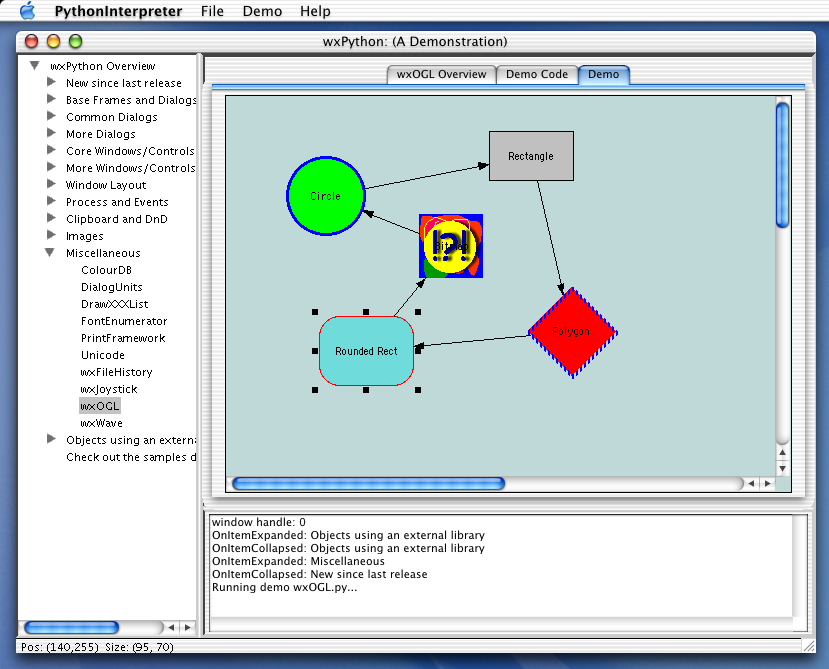 PythonInterpreter File Demo Help
wxPython: (A Demonstration)
wxPython Overview
New since last release
Base Frames and Dialogs
Common Dialogs
More Dialogs
Core Windows/Controls
More Windows/Controls
Window Layout
Process and Events
Clipboard and DnD
Images
Miscellaneous
ColourDB
DialogUnits
DrawXXXList
FontEnumerator
PrintFramework
Unicode
wxFileHistory
wxJoystick
wxOGL
wxWave
Objects using an extern
Check out the samples d
wxOGL Overview Demo Code Demo
Rectangle
Circle
Bitmap
!?!
Polygon
Rounded Rect
window handle: 0
OnItemExpanded: Objects using an external library
OnItemCollapsed: Objects using an external library
OnItemExpanded: Miscellaneous
OnItemCollapsed: New since last release
Running demo wxOGL.py...
Pos: (140,255) Size: (95, 70)